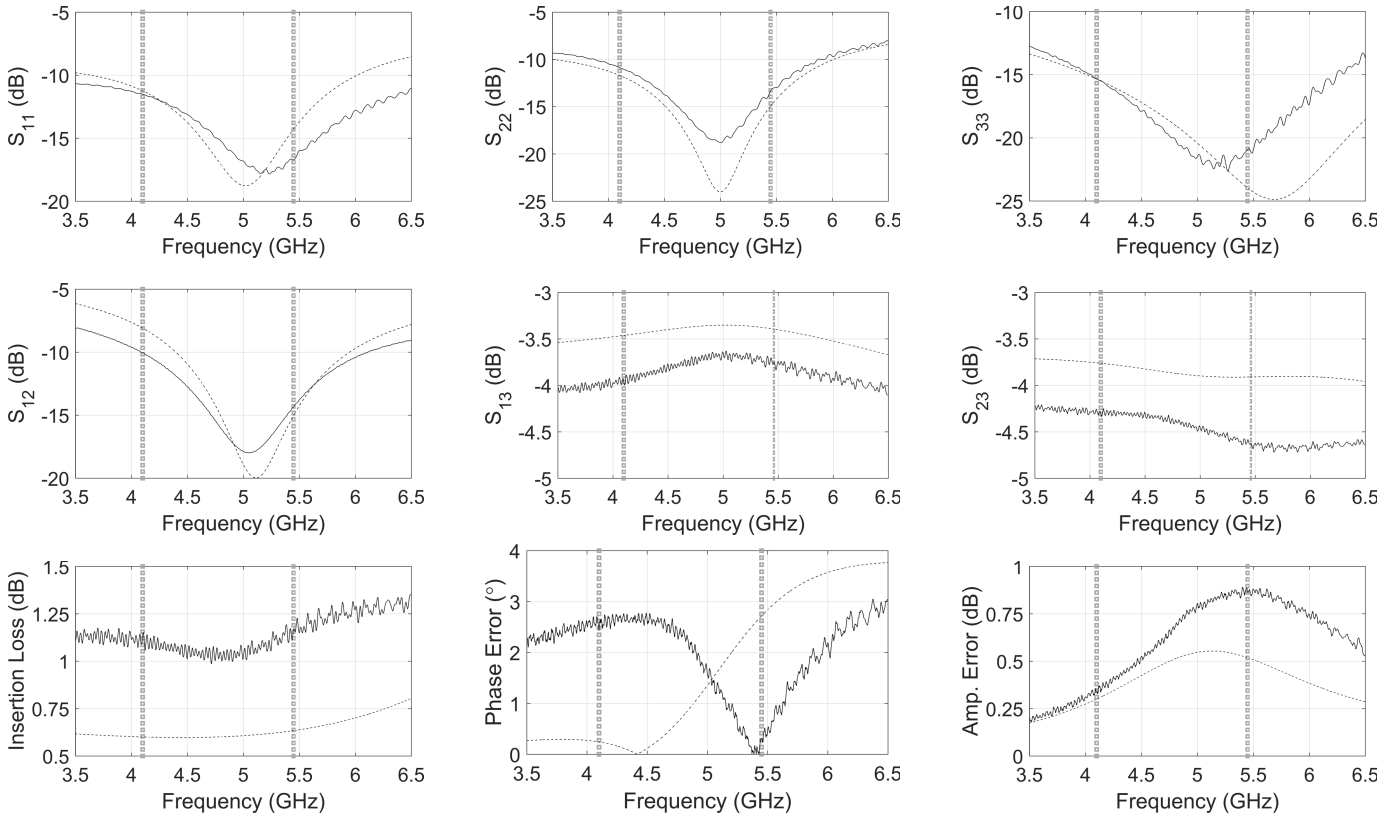 -5
-10
-15
-20
S11 (dB)
3.5 4 4.5 5 5.5 6 6.5
Frequency (GHz)
-5
-10
-15
-20
-25
S22 (dB)
3.5 4 4.5 5 5.5 6 6.5
Frequency (GHz)
-10
-15
-20
-25
S33 (dB)
3.5 4 4.5 5 5.5 6 6.5
Frequency (GHz)
-5
-10
-15
-20
S12 (dB)
3.5 4 4.5 5 5.5 6 6.5
Frequency (GHz)
-3
-3.5
-4
-4.5
-5
S13 (dB)
3.5 4 4.5 5 5.5 6 6.5
Frequency (GHz)
-3
-3.5
-4
-4.5
-5
S23 (dB)
3.5 4 4.5 5 5.5 6 6.5
Frequency (GHz)
1.5
1.25
1
0.75
0.5
Insertion Loss (dB)
3.5 4 4.5 5 5.5 6 6.5
Frequency (GHz)
4
3
2
1
0
Phase Error (°)
3.5 4 4.5 5 5.5 6 6.5
Frequency (GHz)
1
0.75
0.5
0.25
0
Amp. Error (dB)
3.5 4 4.5 5 5.5 6 6.5
Frequency (GHz)